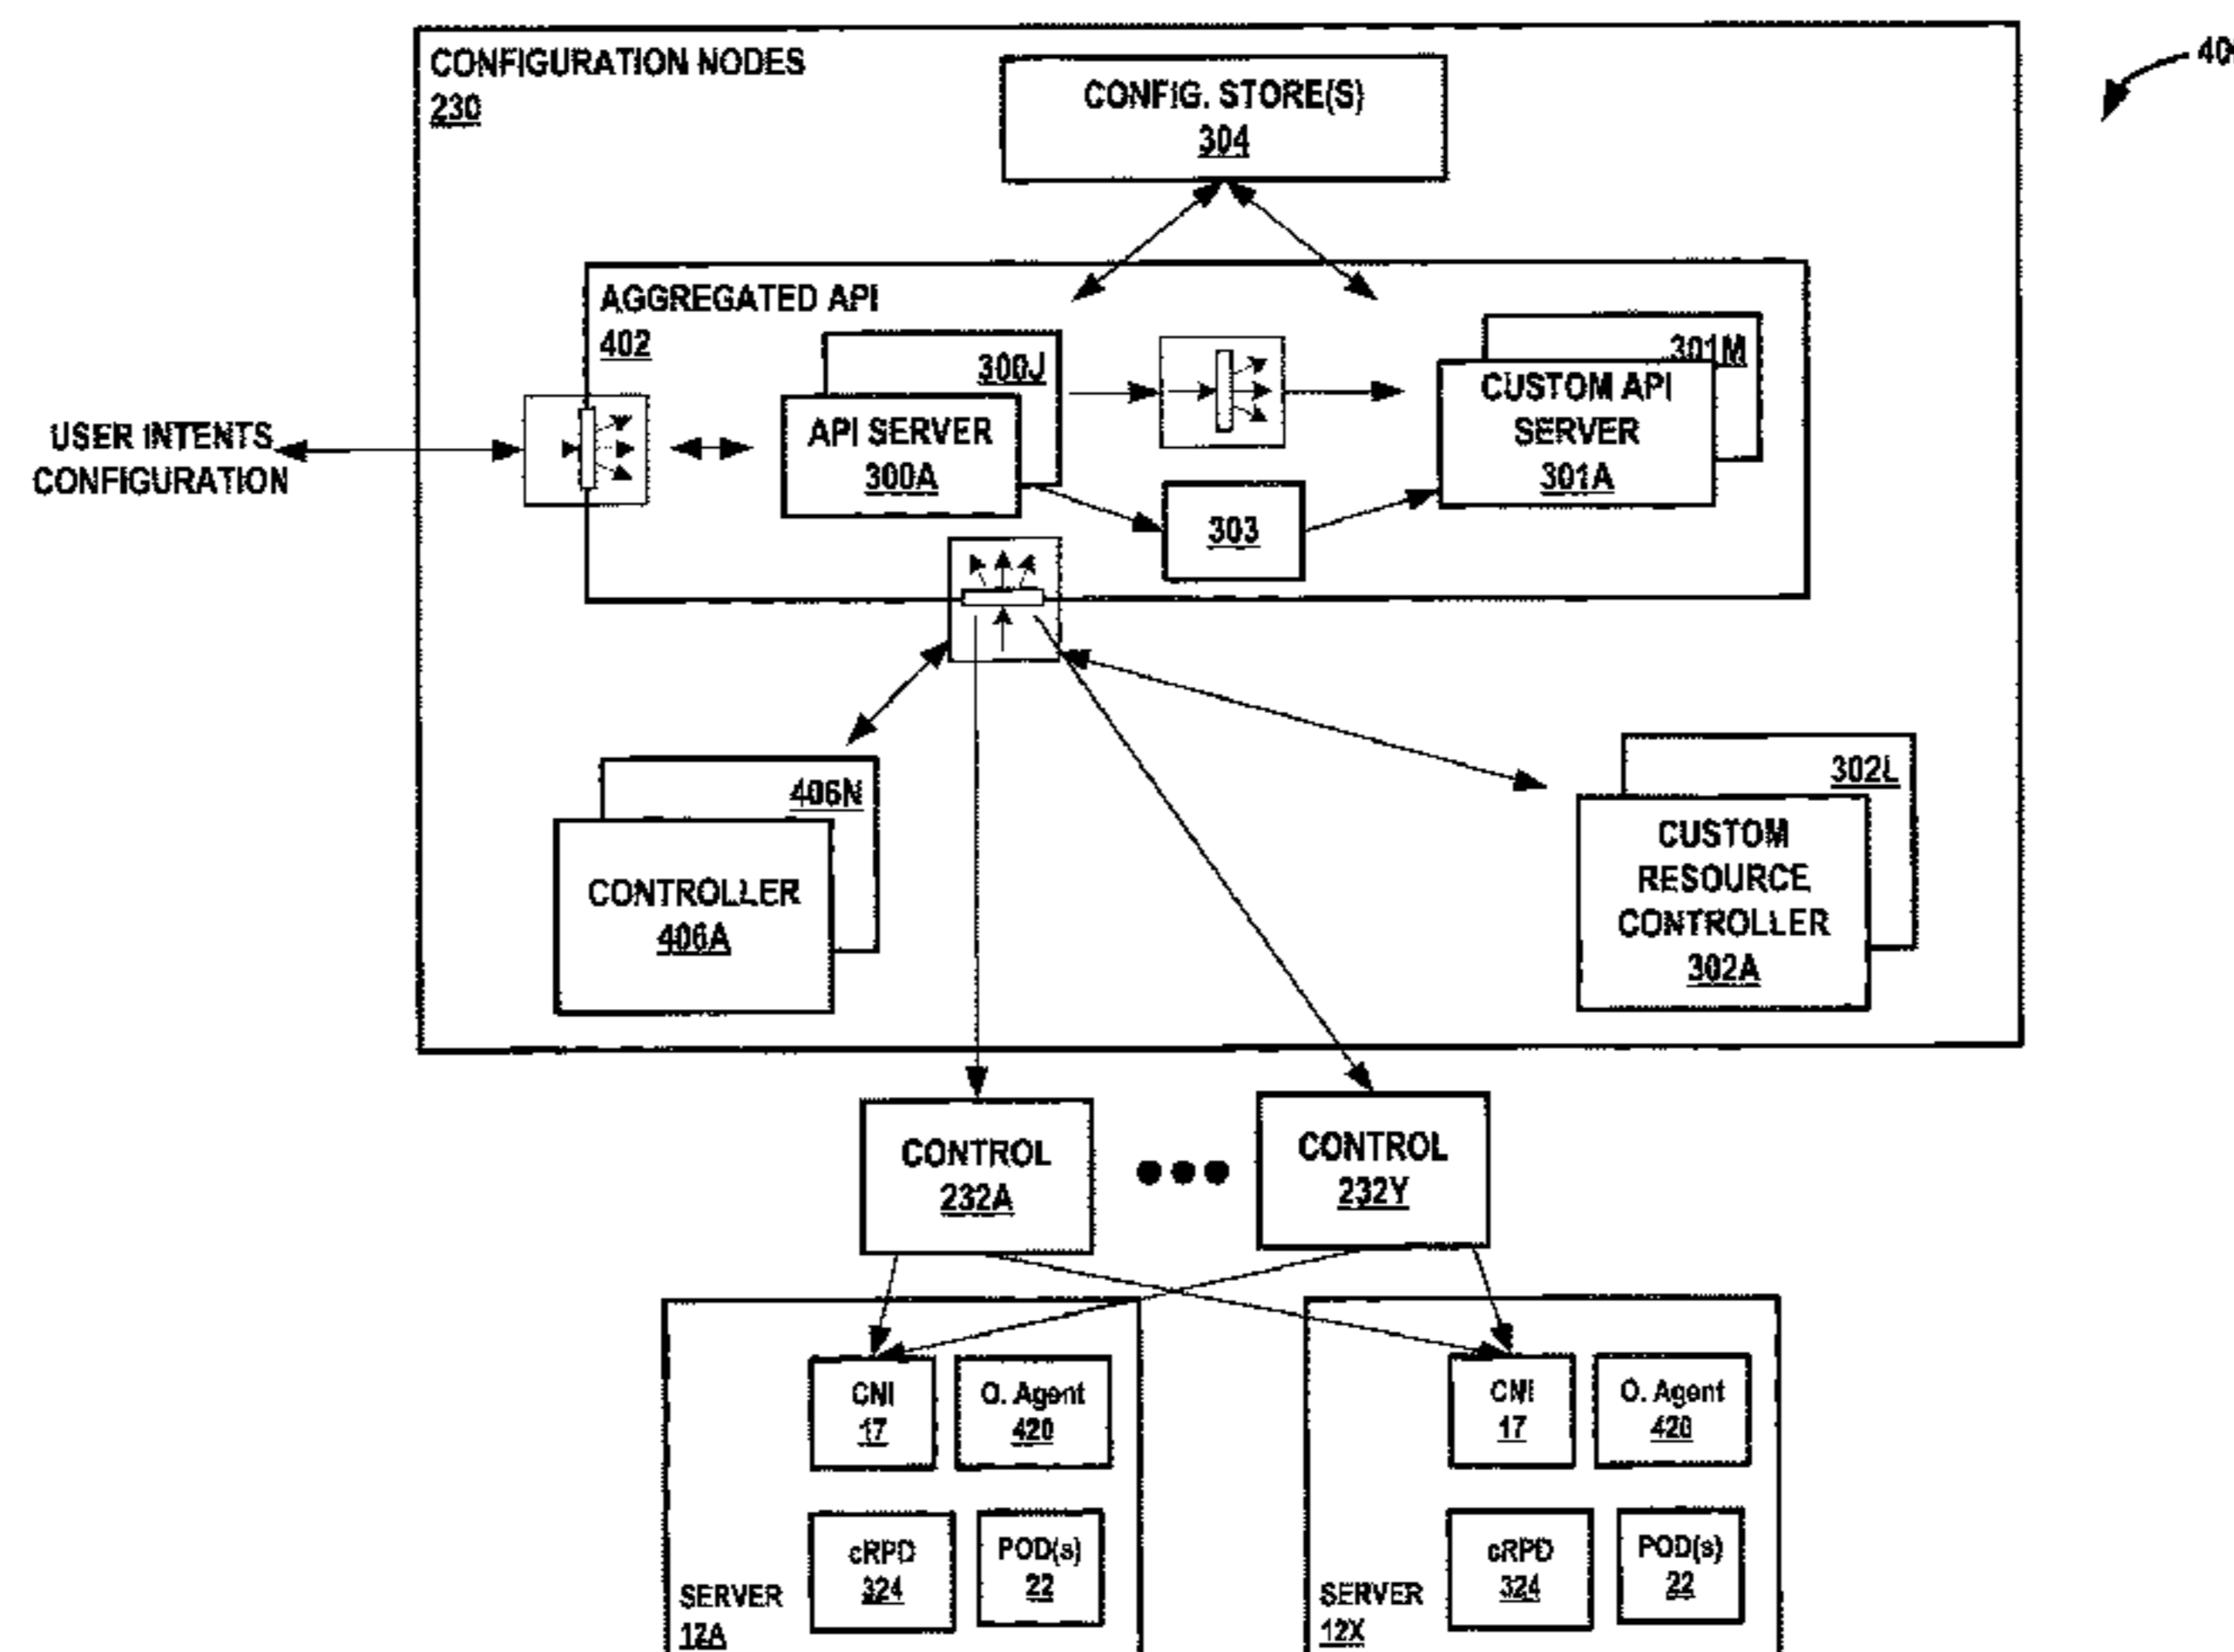 CONFIGURATION NODES
230
CONFIG. STORE(S)
304
AGGREGATED API
402
300J
API SERVER
300A
303
301M
CUSTOM API
SERVER
301A
USER INTENTS
CONFIGURATION
406N
CONTROLLER
406A
302L
CUSTOM
RESOURCE
CONTROLLER
302A
CONTROL
232A
CONTROL
232Y
CNI
17
O. Agent
420
cRPD
324
POD(s)
22
SERVER
12A
CNI
17
O. Agent
420
cRPD
324
POD(s)
22
SERVER
12X